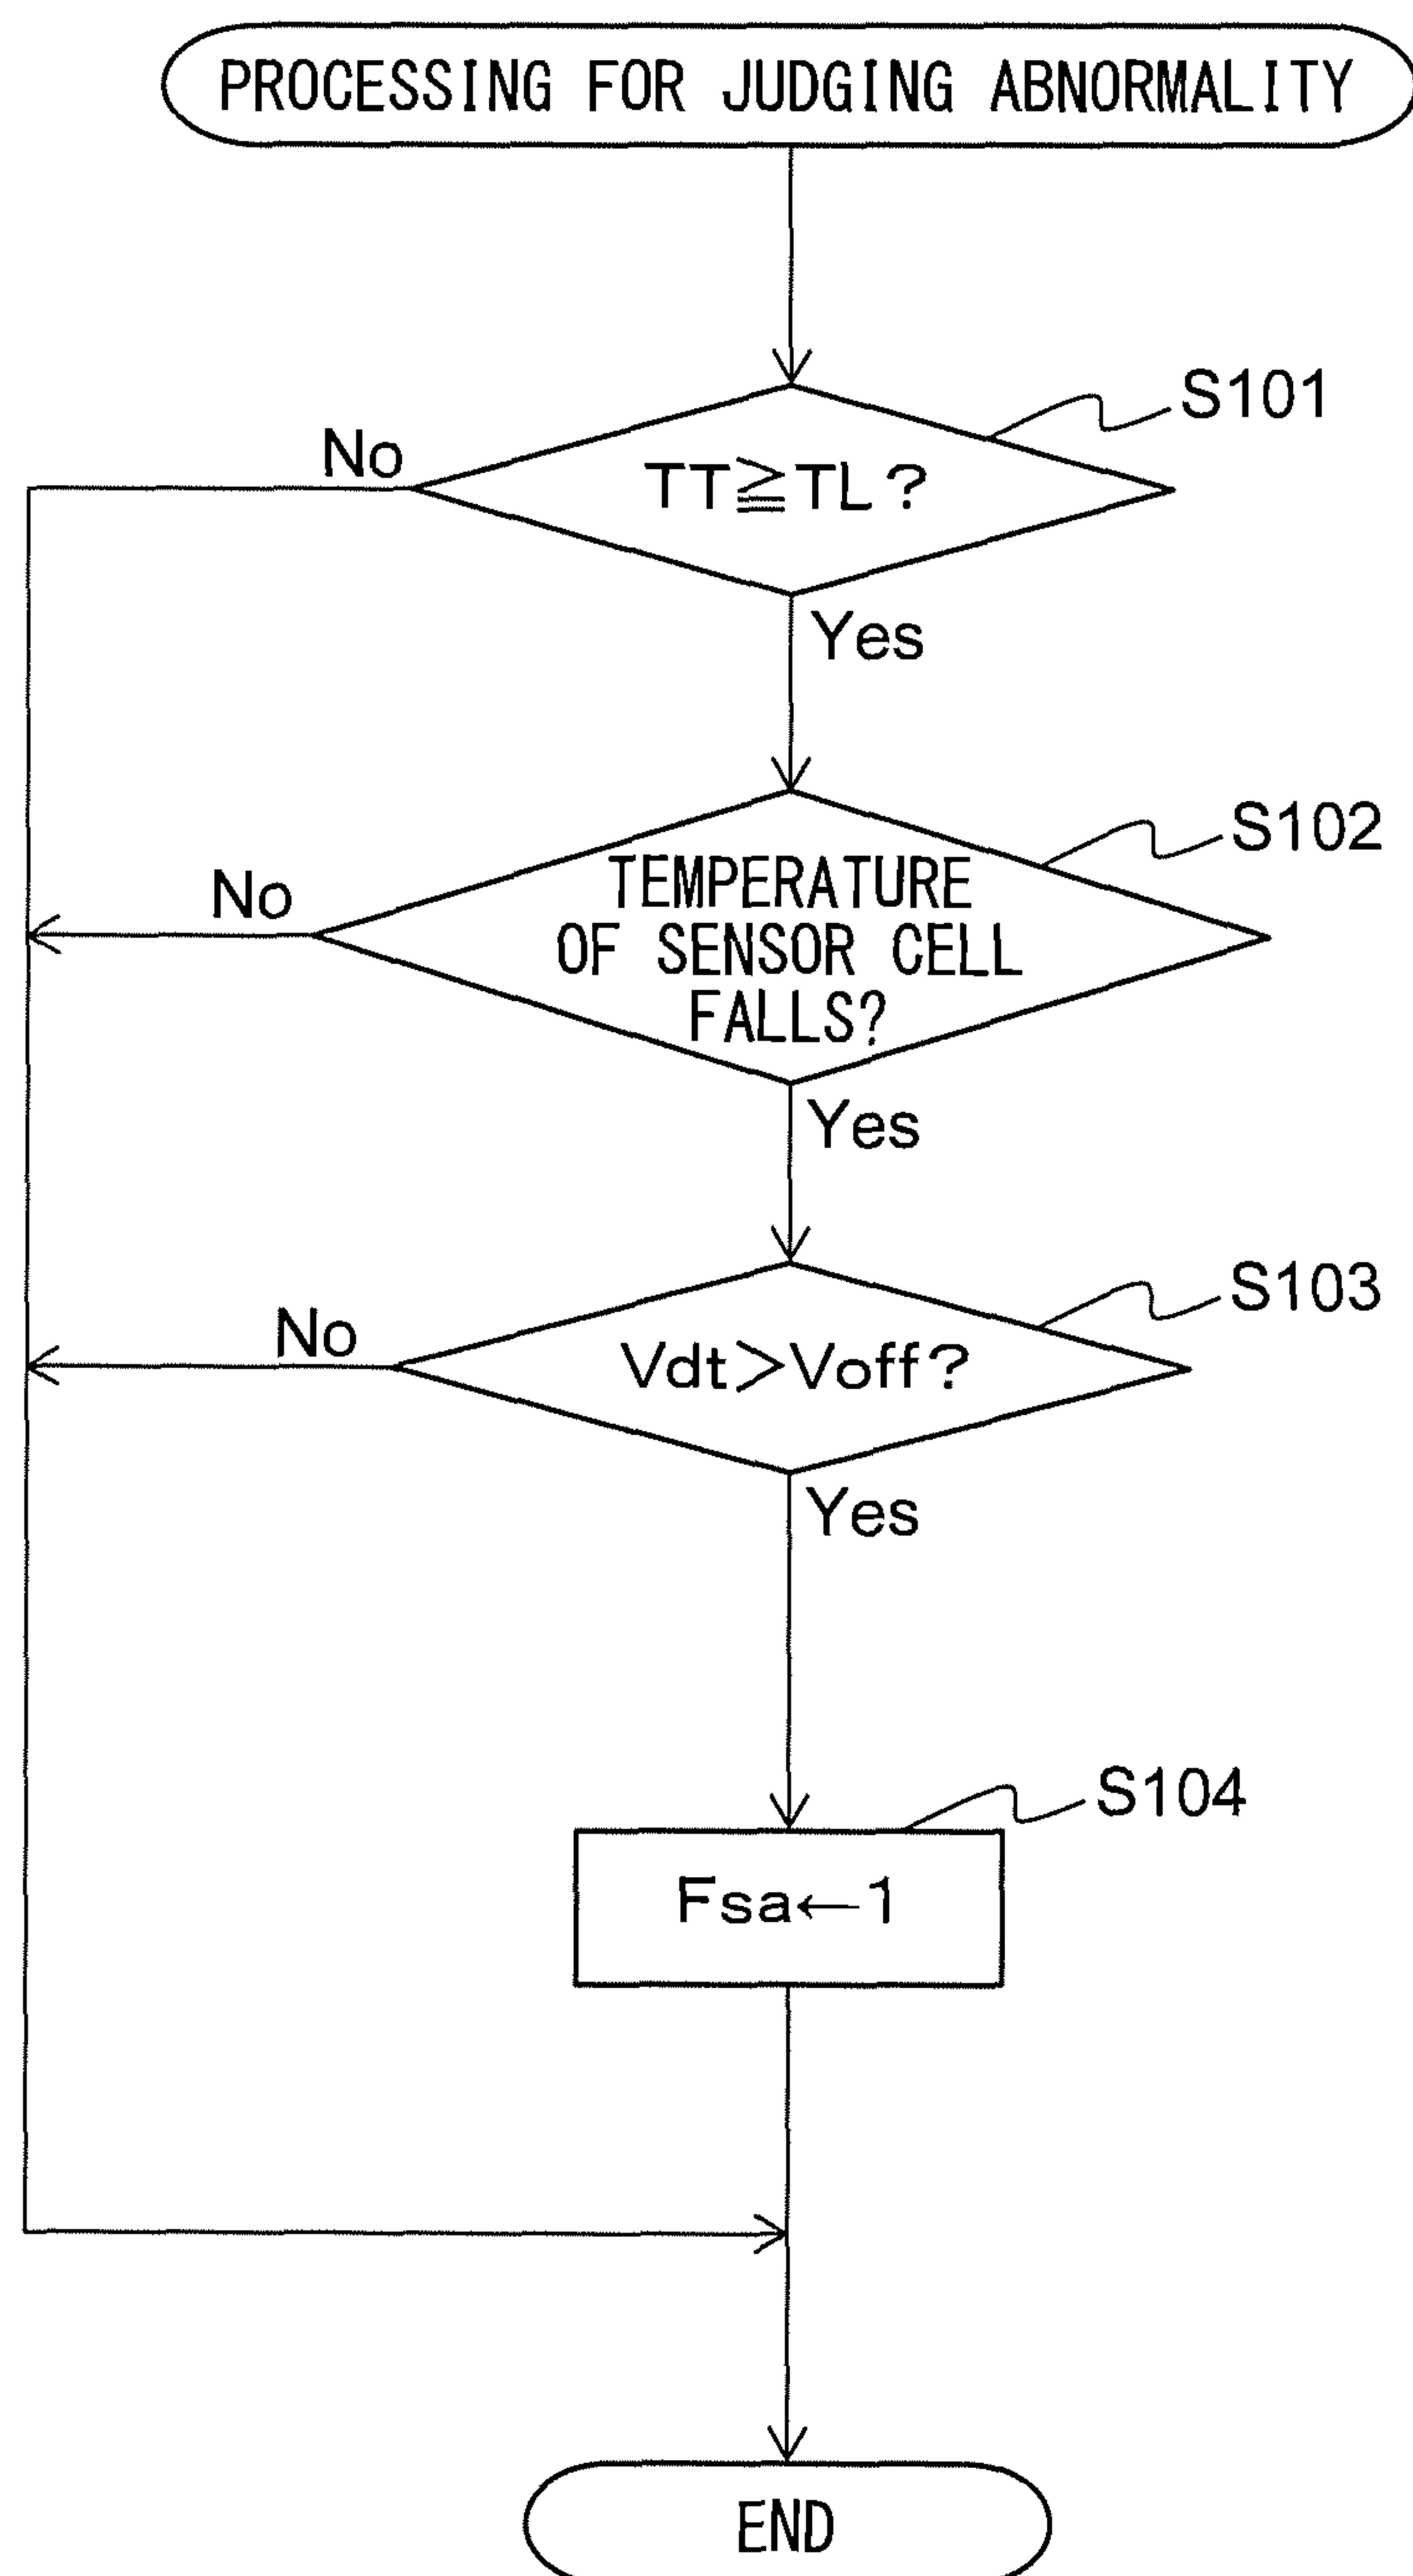 PROCESSING FOR JUDGING ABNORMALITY
S101
No
TT≧TL?
Yes
S102
No
TEMPERATURE
OF SENSOR CELL
FALLS?
Yes
S103
No
Vdt>Voff?
Yes
S104
Fsa←1
END